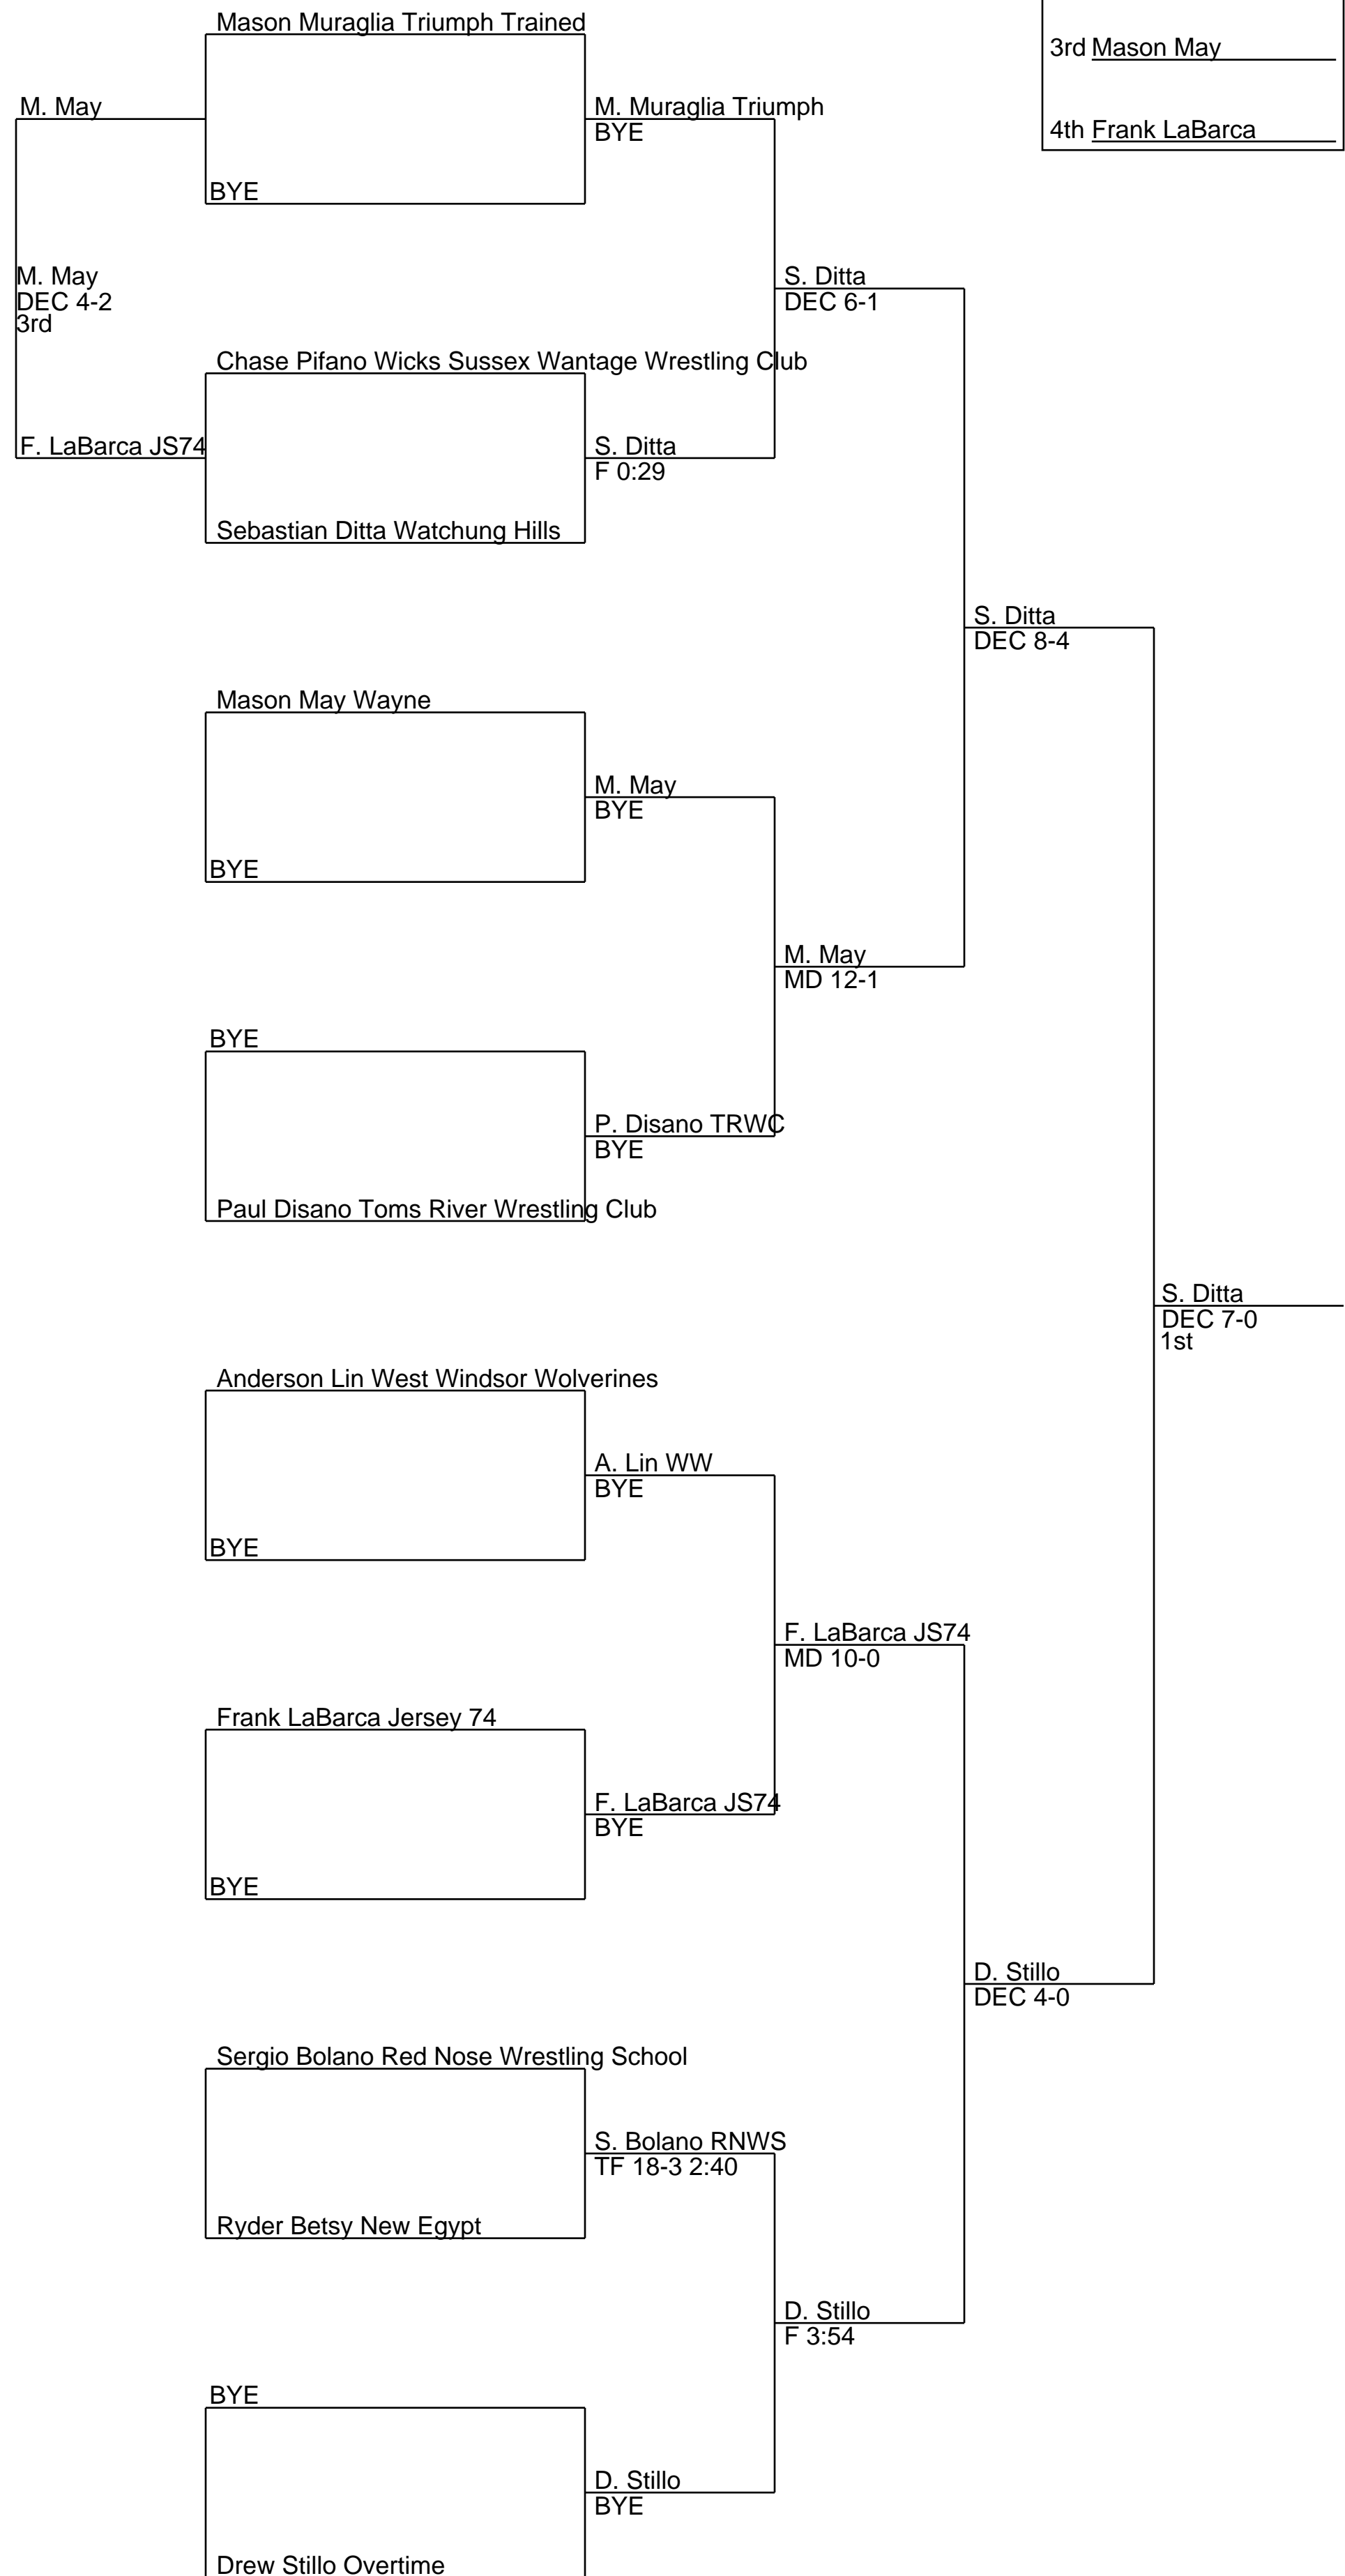 Mason Muraglia Triumph Trained
3rd Mason May
M. May
M. Muraglia Triumph
BYE
4th Frank LaBarca
BYE
M. May
DEC 4-2
3rd
S. Ditta
DEC 6-1
Chase Pifano Wicks Sussex Wantage Wrestling Club
F. LaBarca JS74
S. Ditta
F 0:29
Sebastian Ditta Watchung Hills
S. Ditta
DEC 8-4
Mason May Wayne
M. May
BYE
BYE
M. May
MD 12-1
BYE
P. Disano TRWC
BYE
Paul Disano Toms River Wrestling Club
S. Ditta
DEC 7-0
1st
Anderson Lin West Windsor Wolverines
A. Lin WW
BYE
BYE
F. LaBarca JS74
MD 10-0
Frank LaBarca Jersey 74
F. LaBarca JS74
BYE
BYE
D. Stillo
DEC 4-0
Sergio Bolano Red Nose Wrestling School
S. Bolano RNWS
TF 18-3 2:40
Ryder Betsy New Egypt
D. Stillo
F 3:54
BYE
D. Stillo
BYE
Drew Stillo Overtime